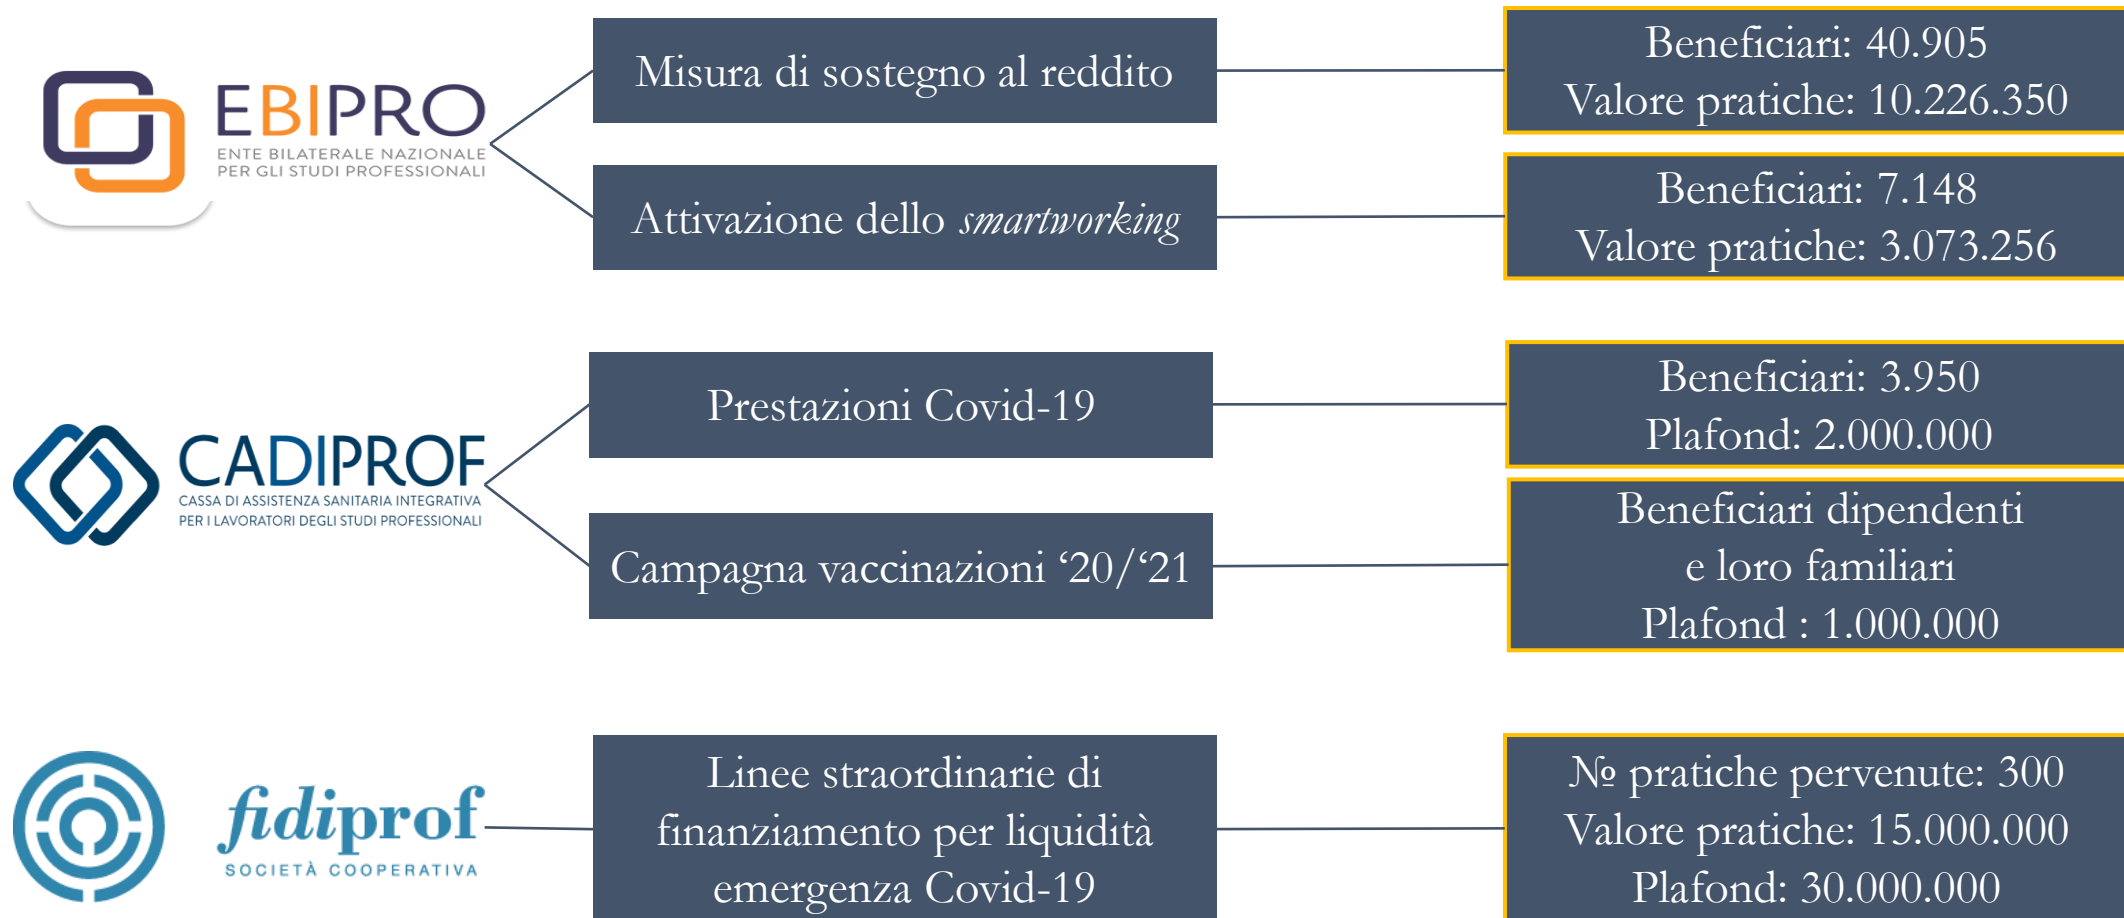 EBIPRO
ENTE BILATERALE NAZIONALE
PER GLI STUDI PROFESSIONALI
Misura di sostegno al reddito
Beneficiari: 40.905
Valore pratiche: 10.226.350
Attivazione dello smartworking
Beneficiari: 7.148
Valore pratiche: 3.073.256
CADIPROF
CASSA DI ASSISTENZA SANITARIA INTEGRATIVA
PER I LAVORATORI DEGLI STUDI PROFESSIONALI
Prestazioni Covid-19
Beneficiari: 3.950
Plafond: 2.000.000
Campagna vaccinazioni ‘20/‘21
Beneficiari dipendenti
e loro familiari
Plafond : 1.000.000
fidiprof
SOCIETÀ COOPERATIVA
Linee straordinarie di
finanziamento per liquidità
emergenza Covid-19
№ pratiche pervenute: 300
Valore pratiche: 15.000.000
Plafond: 30.000.000